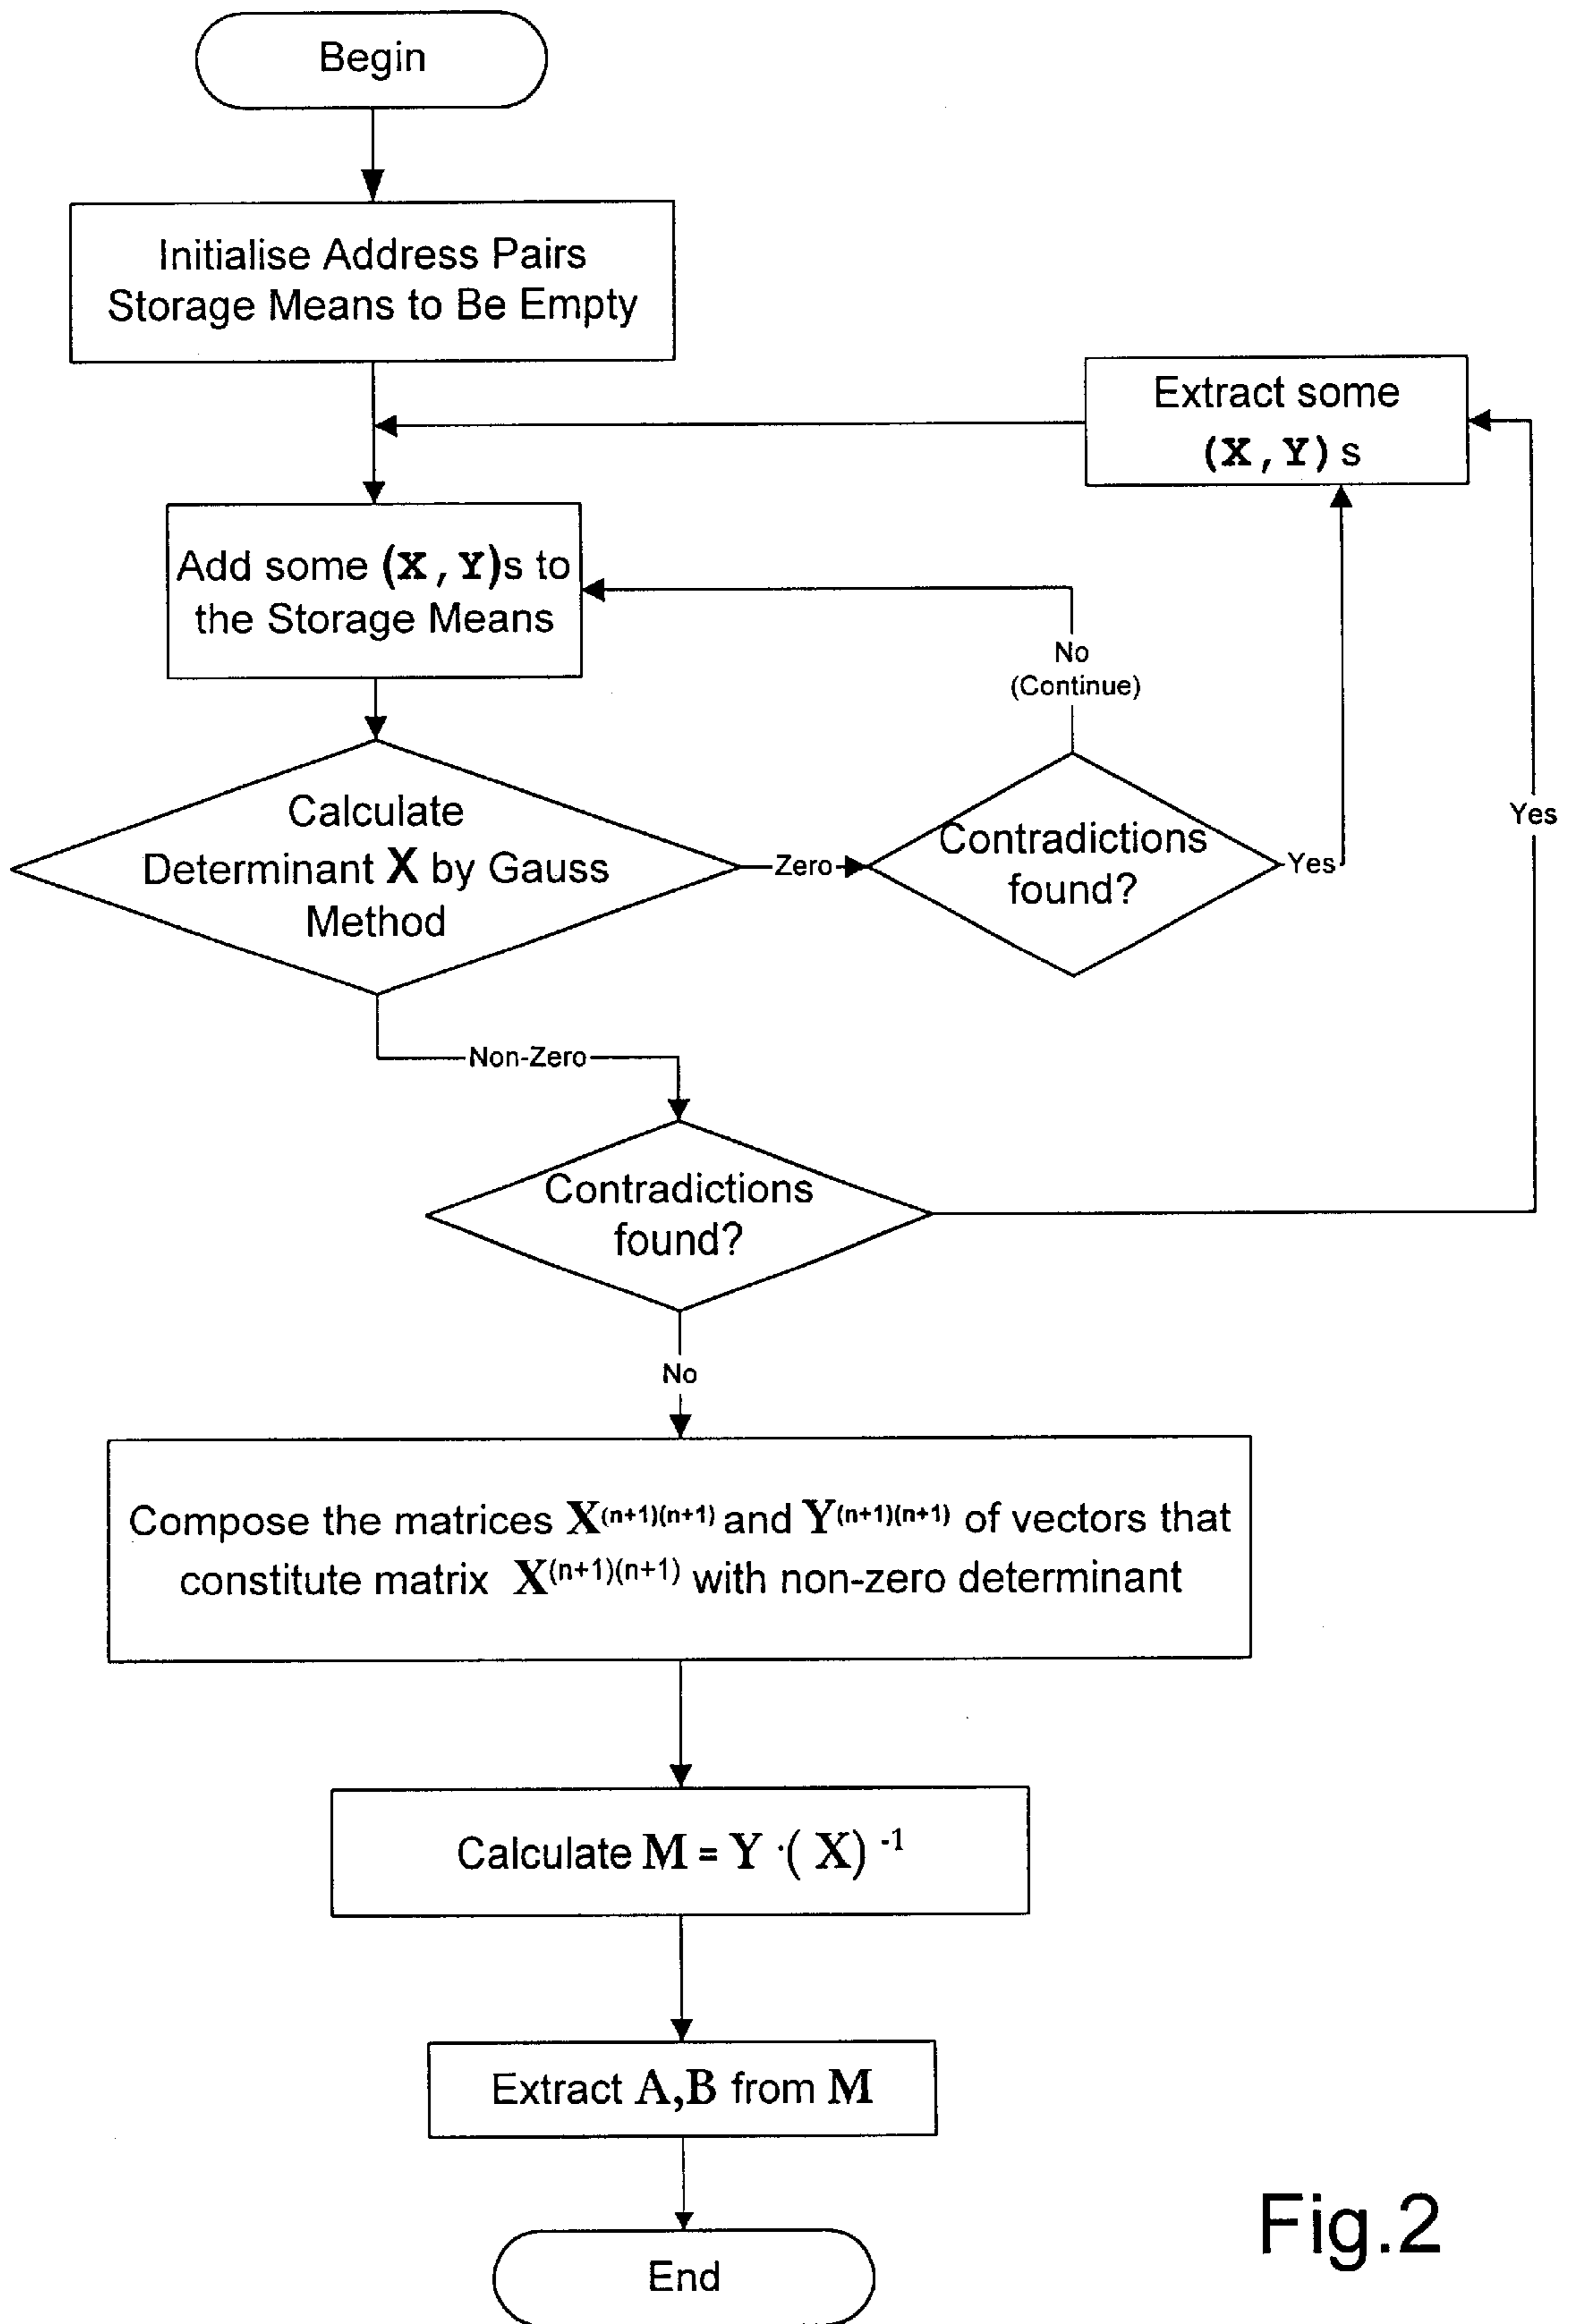 Begin
Initialise Address Pairs
Storage Means to Be Empty
Extract some
(X, Y) s
Add some (X, Y)s to
the Storage Means
No
(Continue)
Calculate
Determinant X by Gauss
Method
Zero
Contradictions
found?
Yes
Yes
Non-Zero
Contradictions
found?
No
Compose the matrices X(n+1)(n+1) and Y(n+1)(n+1) of vectors that
constitute matrix X(n+1)(n+1) with non-zero determinant
Calculate M = Y ·( X) -1
Extract A,B from M
End
Fig.2